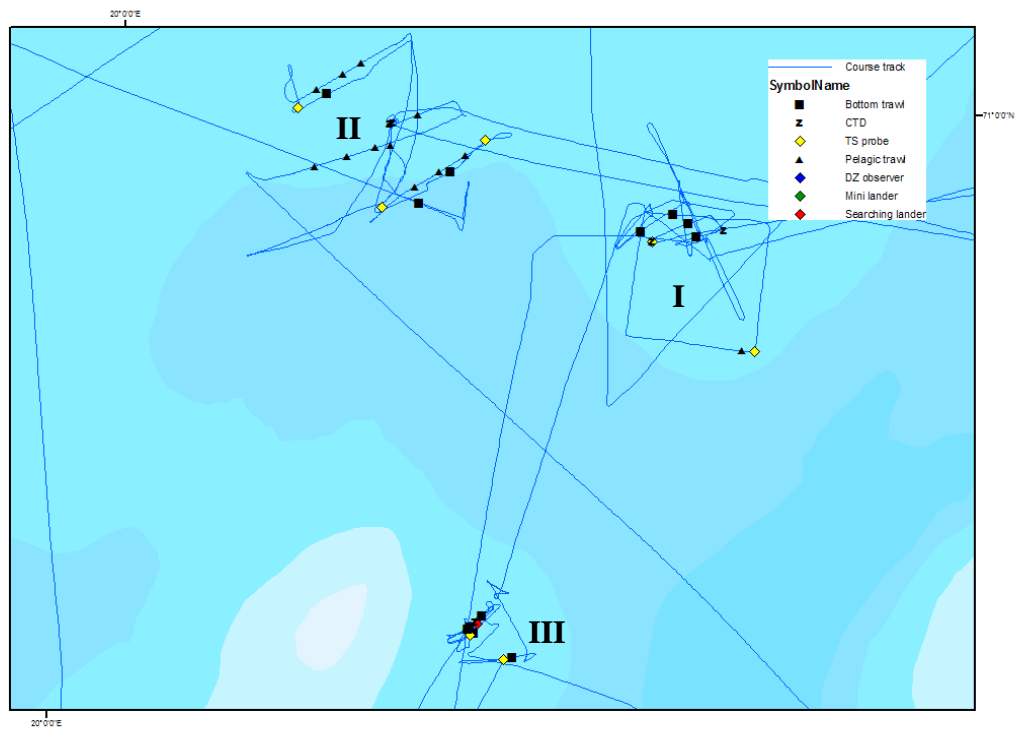 20°0'0"E
Course track
SymbolName
Bottom trawl
z CTD
TS probe
71°0'0"N
Pelagic trawl
DZ observer
Mini lander
Searching lander
II
z
z
z
I
III
20°0'0"E